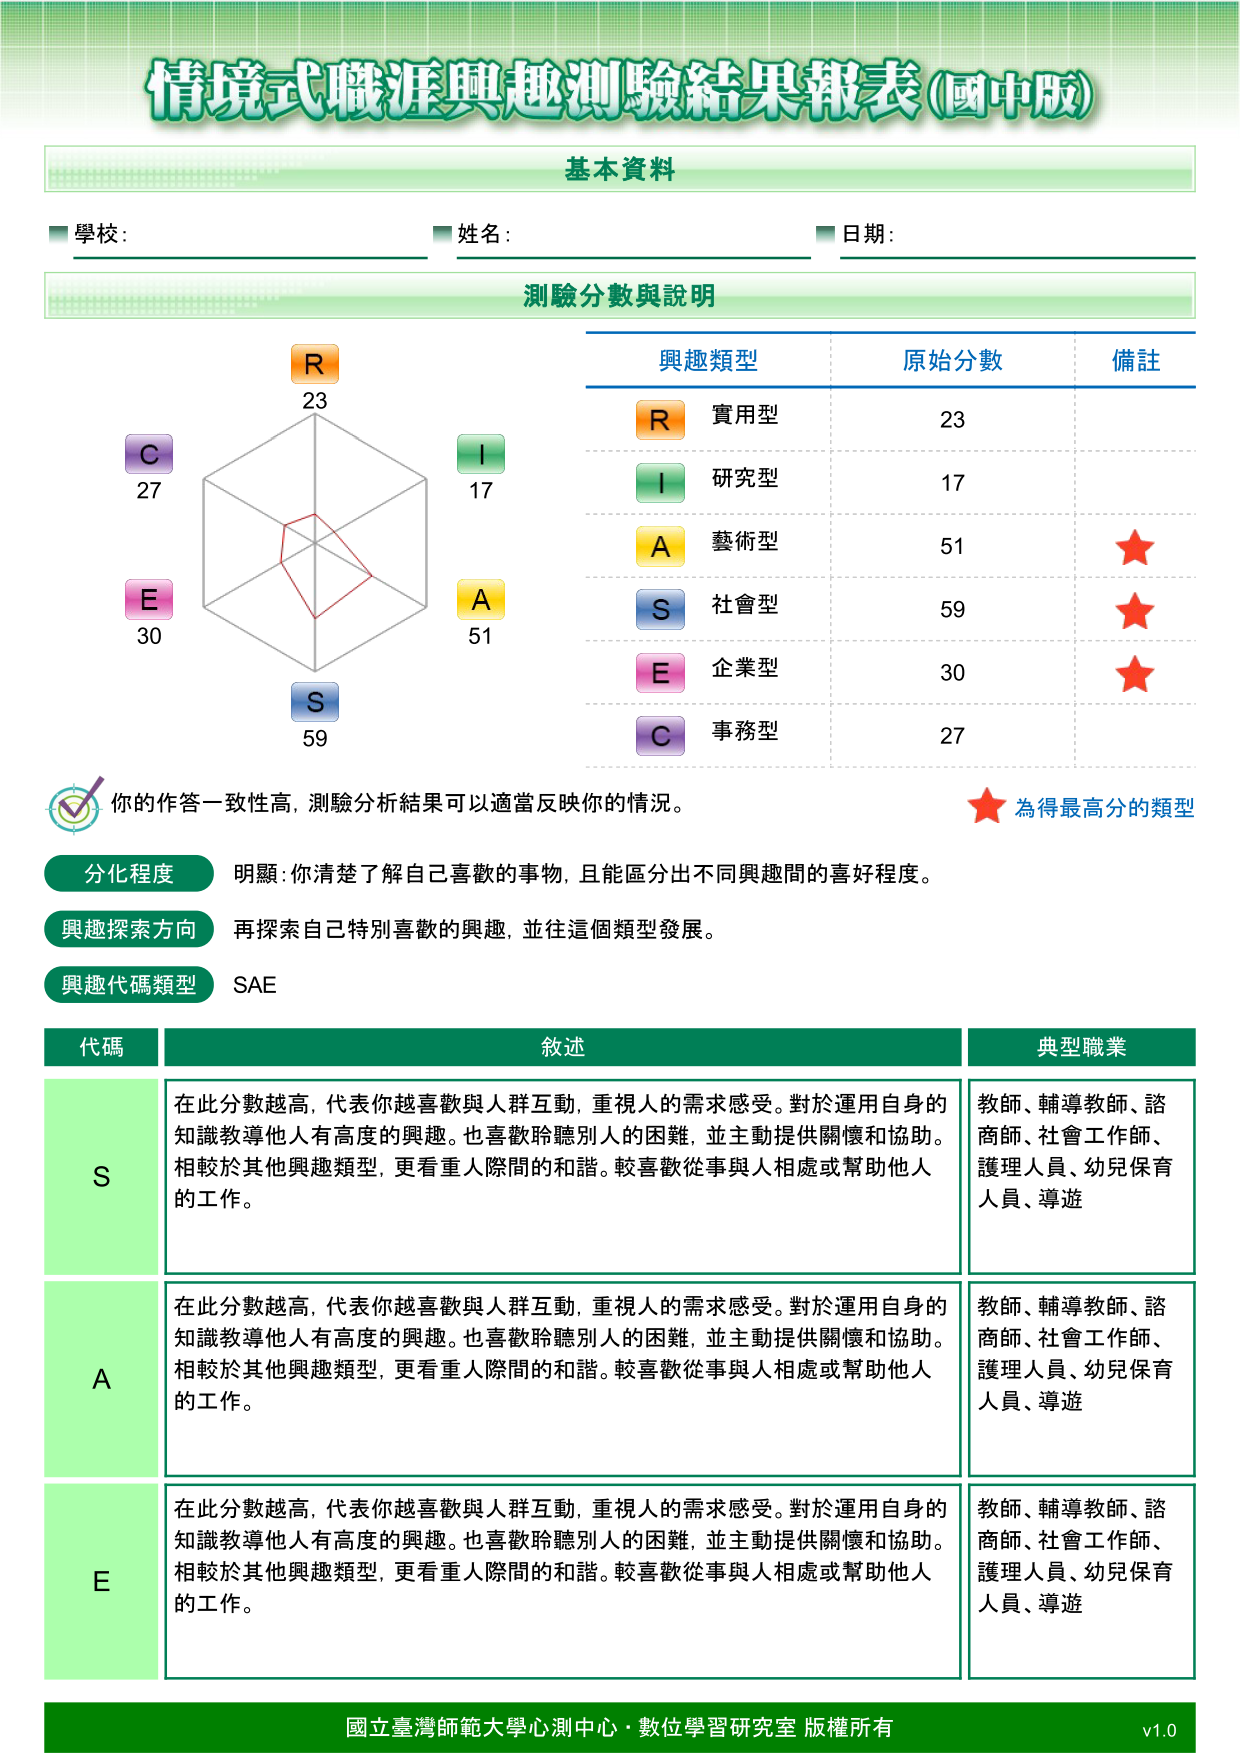 情境式職涯興趣測驗結果報表(國中版)
基本資料
學校:
姓名:
日期:
測驗分數與說明
R
23
C
27
I
17
E
30
A
51
S
59
興趣類型 原始分數 備註
R 實用型 23
I 研究型 17
A 藝術型 51
S 社會型 59
E 企業型 30
C 事務型 27
你的作答一致性高, 測驗分析結果可以適當反映你的情況。
為得最高分的類型
分化程度 明顯:你清楚了解自己喜歡的事物, 且能區分出不同興趣間的喜好程度。
興趣探索方向 再探索自己特別喜歡的興趣, 並往這個類型發展。
興趣代碼類型 SAE
代碼 敘述 典型職業
S
在此分數越高, 代表你越喜歡與人群互動, 重視人的需求感受。對於運用自身的
知識教導他人有高度的興趣。也喜歡聆聽別人的困難, 並主動提供關懷和協助。
相較於其他興趣類型, 更看重人際間的和諧。較喜歡從事與人相處或幫助他人
的工作。
教師、輔導教師、諮
商師、社會工作師、
護理人員、幼兒保育
人員、導遊
A
在此分數越高, 代表你越喜歡與人群互動, 重視人的需求感受。對於運用自身的
知識教導他人有高度的興趣。也喜歡聆聽別人的困難, 並主動提供關懷和協助。
相較於其他興趣類型, 更看重人際間的和諧。較喜歡從事與人相處或幫助他人
的工作。
教師、輔導教師、諮
商師、社會工作師、
護理人員、幼兒保育
人員、導遊
E
在此分數越高, 代表你越喜歡與人群互動, 重視人的需求感受。對於運用自身的
知識教導他人有高度的興趣。也喜歡聆聽別人的困難, 並主動提供關懷和協助。
相較於其他興趣類型, 更看重人際間的和諧。較喜歡從事與人相處或幫助他人
的工作。
教師、輔導教師、諮
商師、社會工作師、
護理人員、幼兒保育
人員、導遊
國立臺灣師範大學心測中心・數位學習研究室 版權所有
v1.0